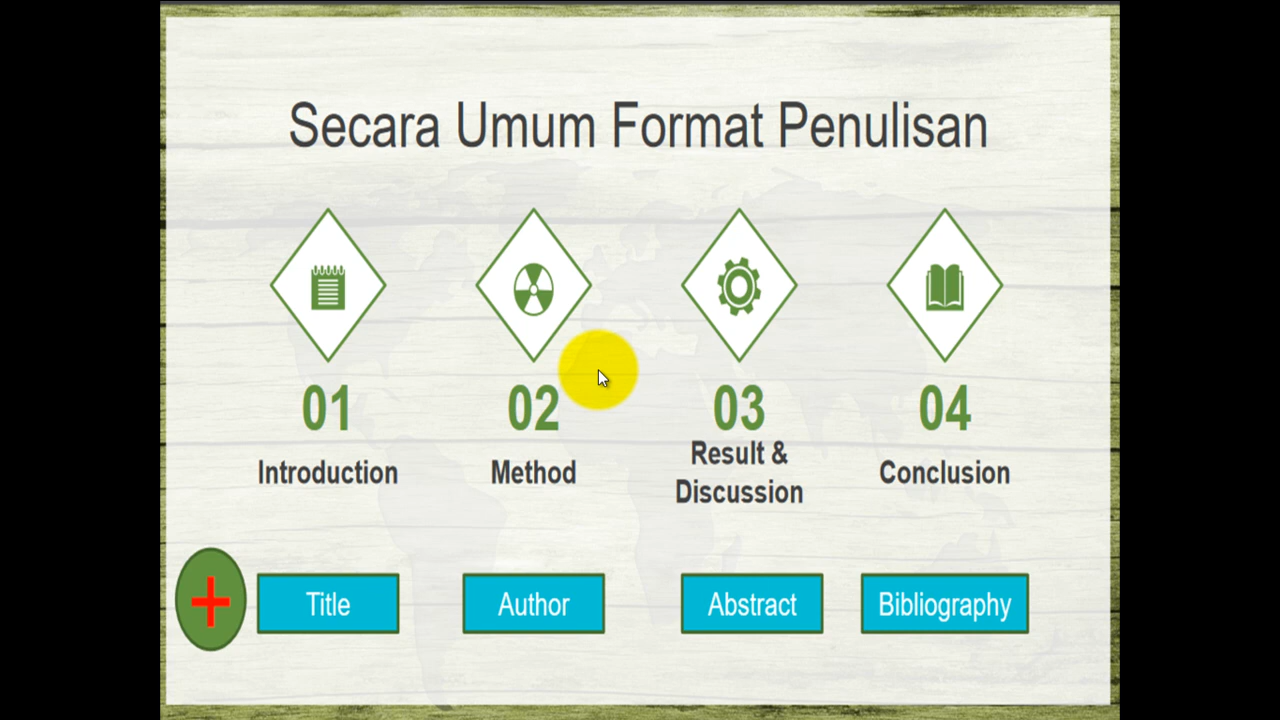 Secara Umum Format Penulisan
01
02
03
04
Introduction
Method
Result &
Discussion
Conclusion
Title
Author
Abstract
Bibliography